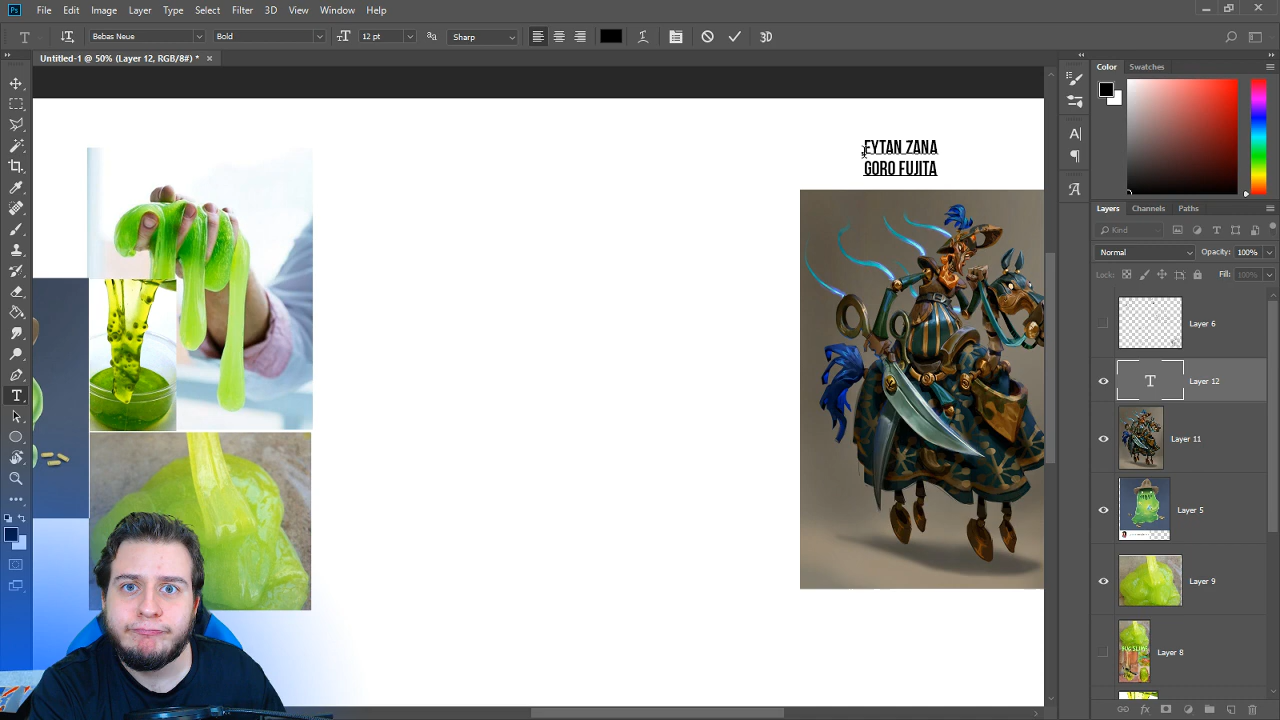 Ps File Edit Image Layer Type Select Filter 3D View Window Help
T Bebas Neue Bold 12 pt Sharp 3D
Untitled-1 @ 50% (Layer 12, RGB/8#) * ×
EYTAN ZANA
GORO FUJITA
Color Swatches
Layers Channels Paths
Kind
Normal Opacity: 100%
Lock: Fill: 100%
Layer 6
T Layer 12
Layer 11
Layer 5
Layer 9
Layer 8
fx